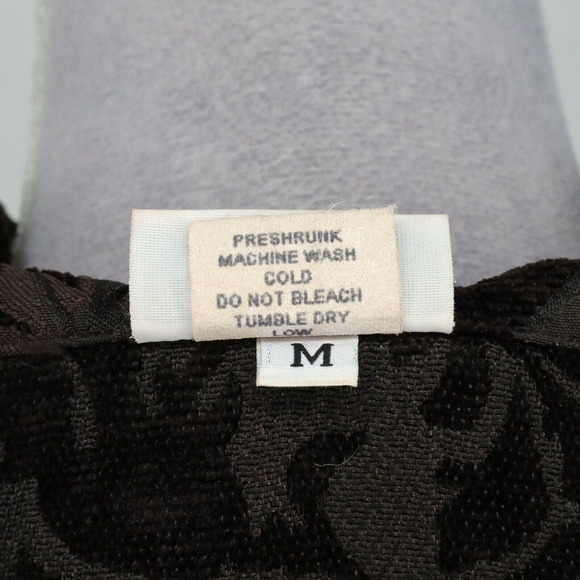 PRESHRUNK
MACHINE WASH
COLD
DO NOT BLEACH
TUMBLE DRY
LOW
M